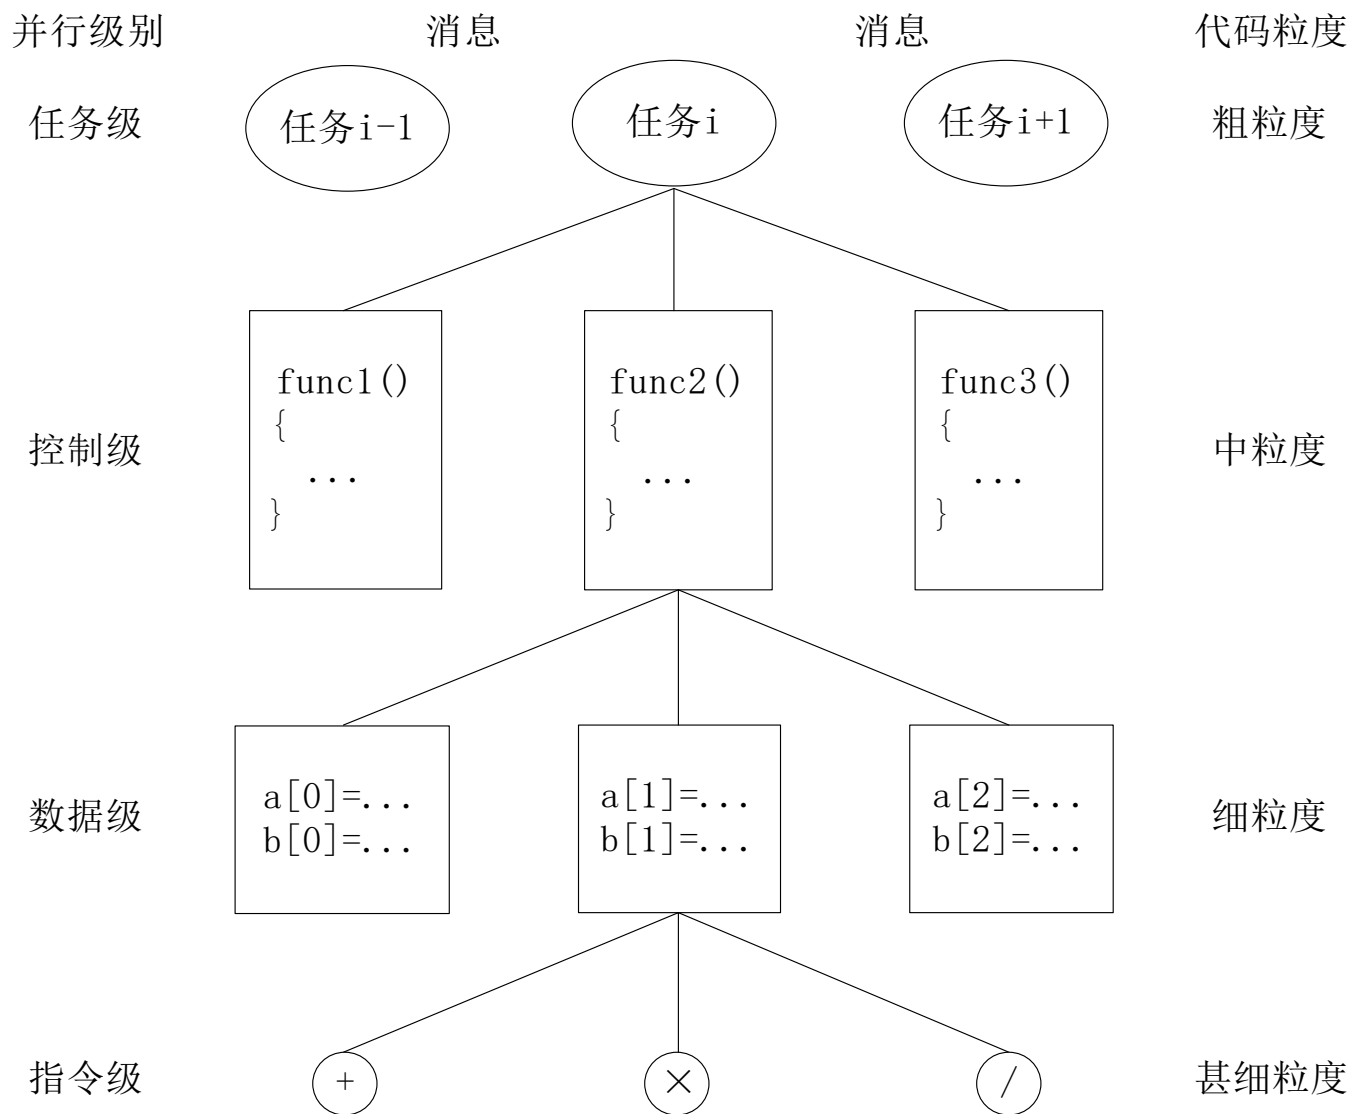 并行级别 消息 消息 代码粒度
任务级 任务i-1 任务i 任务i+1 粗粒度
func1() func2() func3()
{ { {
控制级 中粒度
... ... ...
} } }
a[0]=... a[1]=... a[2]=...
数据级 细粒度
b[0]=... b[1]=... b[2]=...
指令级 + × / 甚细粒度